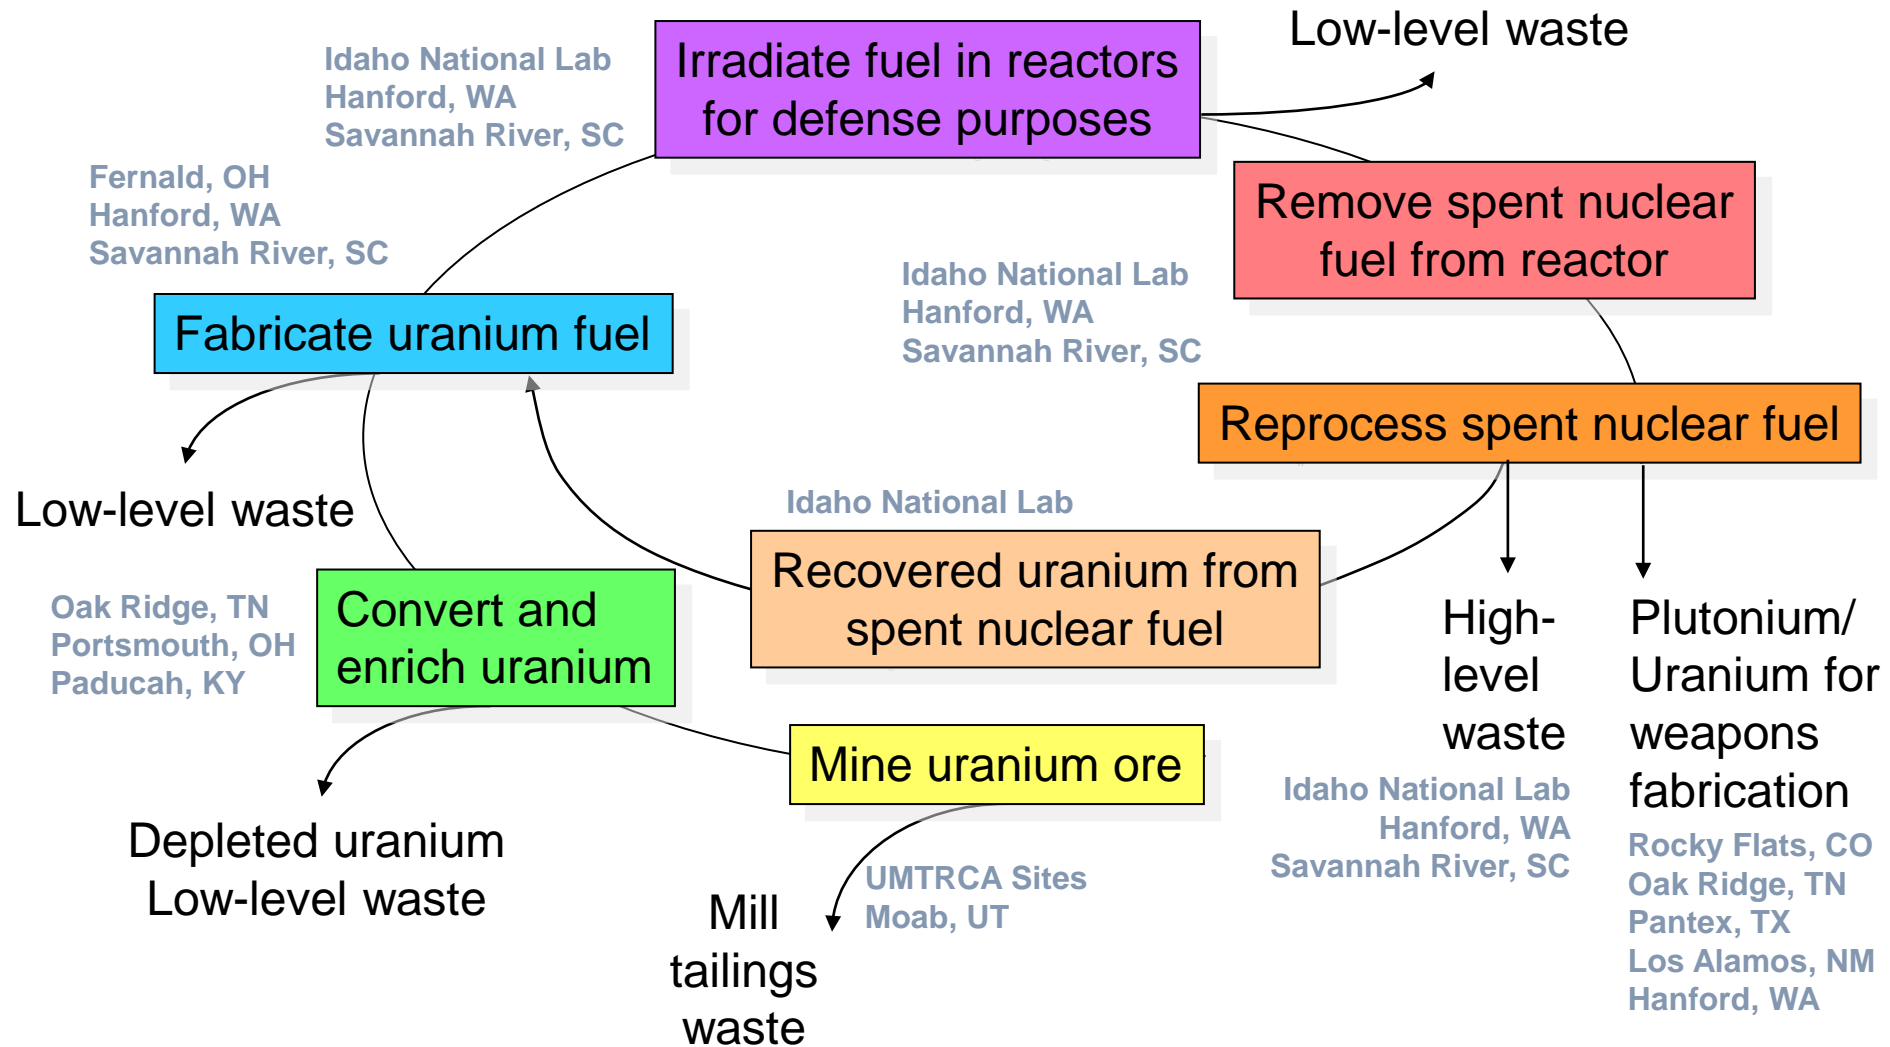 Low-level waste
Idaho National Lab
Hanford, WA
Savannah River, SC
Irradiate fuel in reactors
for defense purposes
Fernald, OH
Hanford, WA
Savannah River, SC
Remove spent nuclear
fuel from reactor
Idaho National Lab
Hanford, WA
Savannah River, SC
Fabricate uranium fuel
Reprocess spent nuclear fuel
Low-level waste
Idaho National Lab
Recovered uranium from
spent nuclear fuel
Oak Ridge, TN
Portsmouth, OH
Paducah, KY
Convert and
enrich uranium
High-
level
waste
Idaho National Lab
Hanford, WA
Savannah River, SC
Plutonium/
Uranium for
weapons
fabrication
Rocky Flats, CO
Oak Ridge, TN
Pantex, TX
Los Alamos, NM
Hanford, WA
Mine uranium ore
Depleted uranium
Low-level waste
UMTRCA Sites
Moab, UT
Mill
tailings
waste